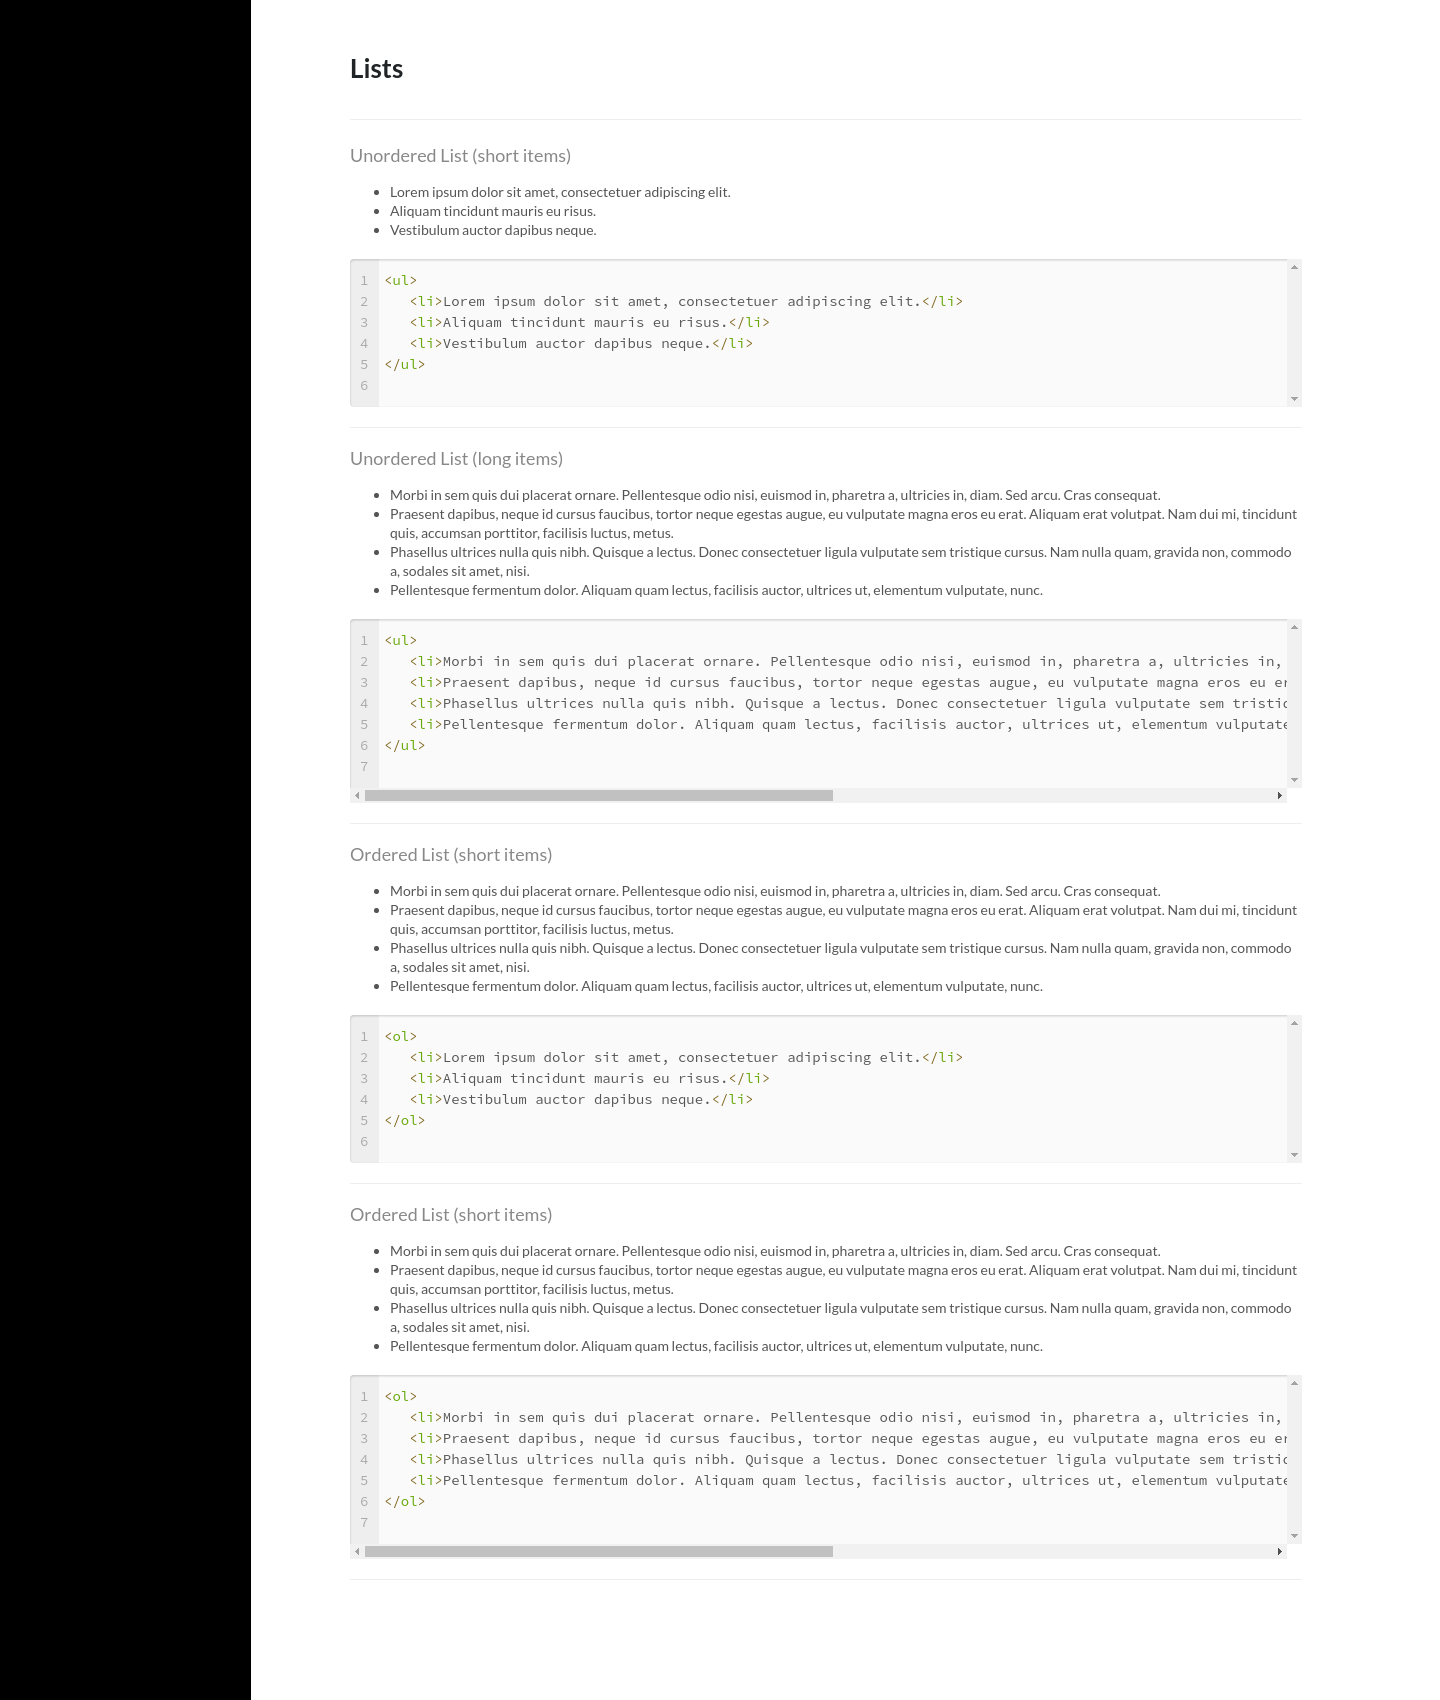 Lists
Unordered List (short items)
• Lorem ipsum dolor sit amet, consectetuer adipiscing elit.
• Aliquam tincidunt mauris eu risus.
• Vestibulum auctor dapibus neque.
1 <ul>
2    <li>Lorem ipsum dolor sit amet, consectetuer adipiscing elit.</li>
3    <li>Aliquam tincidunt mauris eu risus.</li>
4    <li>Vestibulum auctor dapibus neque.</li>
5 </ul>
6
Unordered List (long items)
• Morbi in sem quis dui placerat ornare. Pellentesque odio nisi, euismod in, pharetra a, ultricies in, diam. Sed arcu. Cras consequat.
• Praesent dapibus, neque id cursus faucibus, tortor neque egestas augue, eu vulputate magna eros eu erat. Aliquam erat volutpat. Nam dui mi, tincidunt
quis, accumsan porttitor, facilisis luctus, metus.
• Phasellus ultrices nulla quis nibh. Quisque a lectus. Donec consectetuer ligula vulputate sem tristique cursus. Nam nulla quam, gravida non, commodo
a, sodales sit amet, nisi.
• Pellentesque fermentum dolor. Aliquam quam lectus, facilisis auctor, ultrices ut, elementum vulputate, nunc.
1 <ul>
2    <li>Morbi in sem quis dui placerat ornare. Pellentesque odio nisi, euismod in, pharetra a, ultricies in,
3    <li>Praesent dapibus, neque id cursus faucibus, tortor neque egestas augue, eu vulputate magna eros eu er
4    <li>Phasellus ultrices nulla quis nibh. Quisque a lectus. Donec consectetuer ligula vulputate sem tristiq
5    <li>Pellentesque fermentum dolor. Aliquam quam lectus, facilisis auctor, ultrices ut, elementum vulputate
6 </ul>
7
Ordered List (short items)
• Morbi in sem quis dui placerat ornare. Pellentesque odio nisi, euismod in, pharetra a, ultricies in, diam. Sed arcu. Cras consequat.
• Praesent dapibus, neque id cursus faucibus, tortor neque egestas augue, eu vulputate magna eros eu erat. Aliquam erat volutpat. Nam dui mi, tincidunt
quis, accumsan porttitor, facilisis luctus, metus.
• Phasellus ultrices nulla quis nibh. Quisque a lectus. Donec consectetuer ligula vulputate sem tristique cursus. Nam nulla quam, gravida non, commodo
a, sodales sit amet, nisi.
• Pellentesque fermentum dolor. Aliquam quam lectus, facilisis auctor, ultrices ut, elementum vulputate, nunc.
1 <ol>
2    <li>Lorem ipsum dolor sit amet, consectetuer adipiscing elit.</li>
3    <li>Aliquam tincidunt mauris eu risus.</li>
4    <li>Vestibulum auctor dapibus neque.</li>
5 </ol>
6
Ordered List (short items)
• Morbi in sem quis dui placerat ornare. Pellentesque odio nisi, euismod in, pharetra a, ultricies in, diam. Sed arcu. Cras consequat.
• Praesent dapibus, neque id cursus faucibus, tortor neque egestas augue, eu vulputate magna eros eu erat. Aliquam erat volutpat. Nam dui mi, tincidunt
quis, accumsan porttitor, facilisis luctus, metus.
• Phasellus ultrices nulla quis nibh. Quisque a lectus. Donec consectetuer ligula vulputate sem tristique cursus. Nam nulla quam, gravida non, commodo
a, sodales sit amet, nisi.
• Pellentesque fermentum dolor. Aliquam quam lectus, facilisis auctor, ultrices ut, elementum vulputate, nunc.
1 <ol>
2    <li>Morbi in sem quis dui placerat ornare. Pellentesque odio nisi, euismod in, pharetra a, ultricies in,
3    <li>Praesent dapibus, neque id cursus faucibus, tortor neque egestas augue, eu vulputate magna eros eu er
4    <li>Phasellus ultrices nulla quis nibh. Quisque a lectus. Donec consectetuer ligula vulputate sem tristiq
5    <li>Pellentesque fermentum dolor. Aliquam quam lectus, facilisis auctor, ultrices ut, elementum vulputate
6 </ol>
7